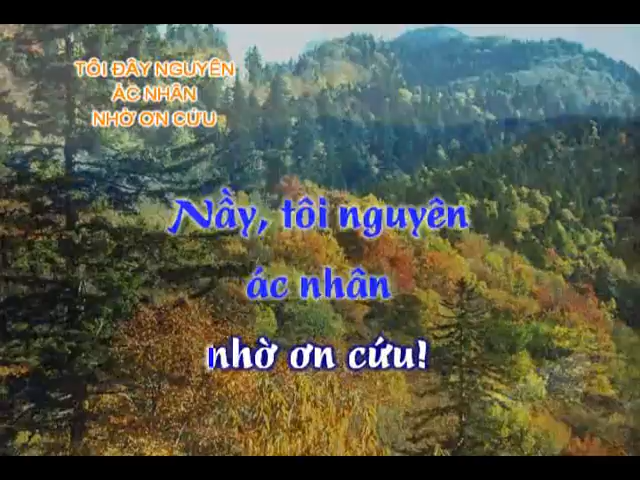 TÔI ĐÂY NGUYÊN
ÁC NHÂN
NHỜ ƠN CỨU
Nầy, tôi nguyên
ác nhân
nhờ ơn cứu!